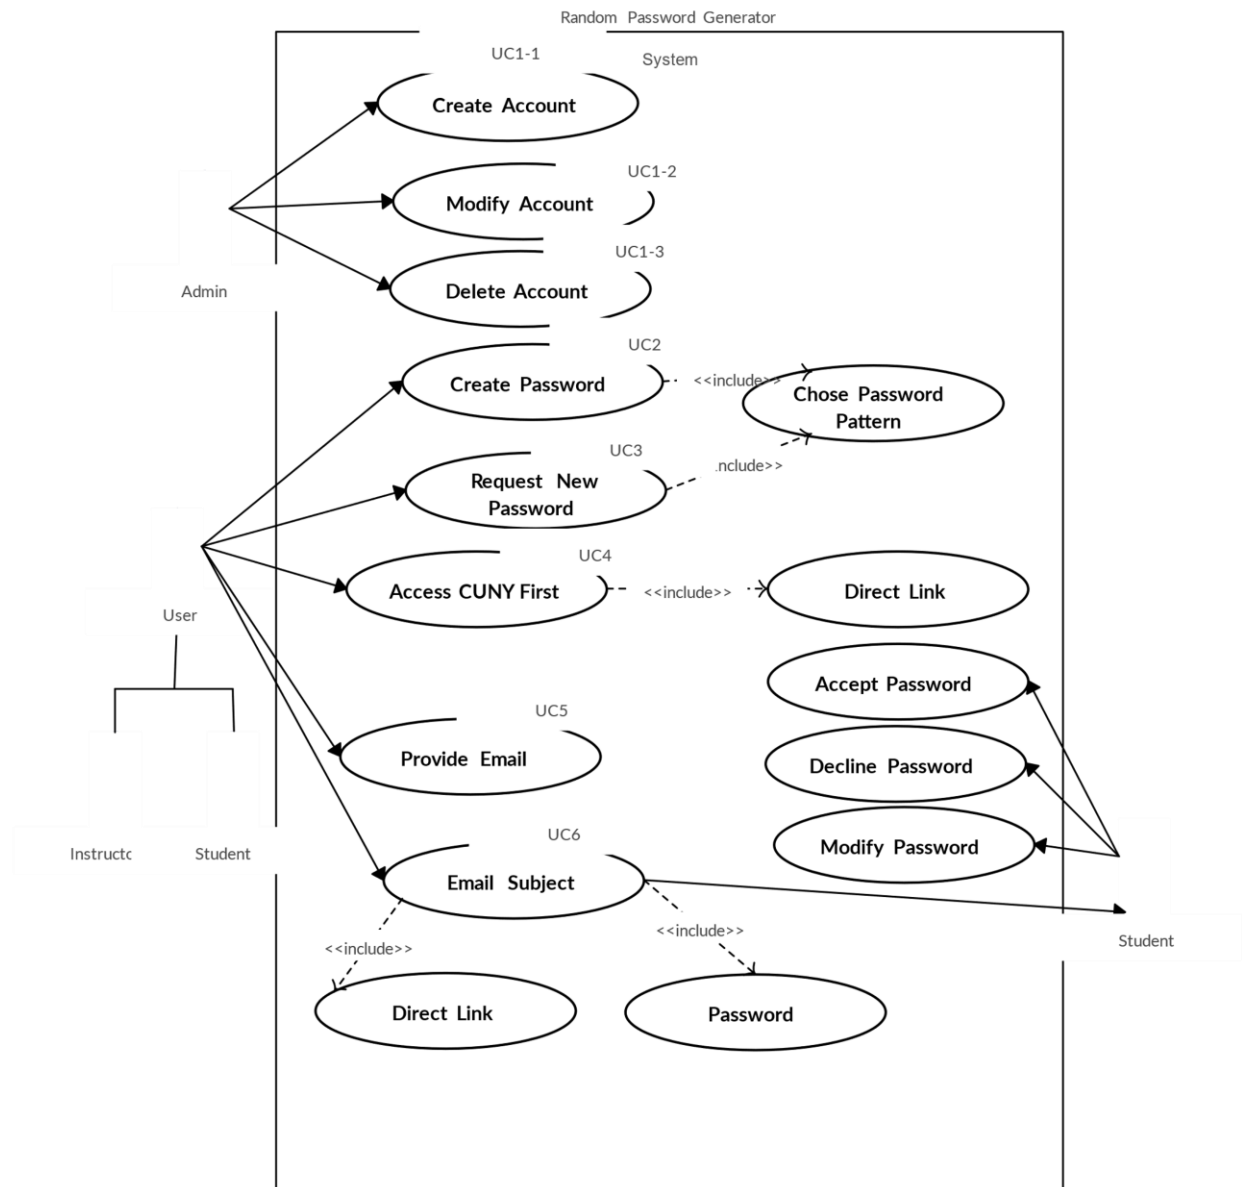 Random Password Generator
UC1-1
System
Create Account
UC1-2
Modify Account
UC1-3
Delete Account
Admin
UC2
Create Password
<<include>>
Chose Password
Pattern
UC3
Request New
Password
nclude>>
UC4
Access CUNY First
<<include>>
Direct Link
User
Accept Password
UC5
Provide Email
Decline Password
UC6
Modify Password
Instructo
Student
Email Subject
<<include>>
<<include>>
Student
Direct Link
Password